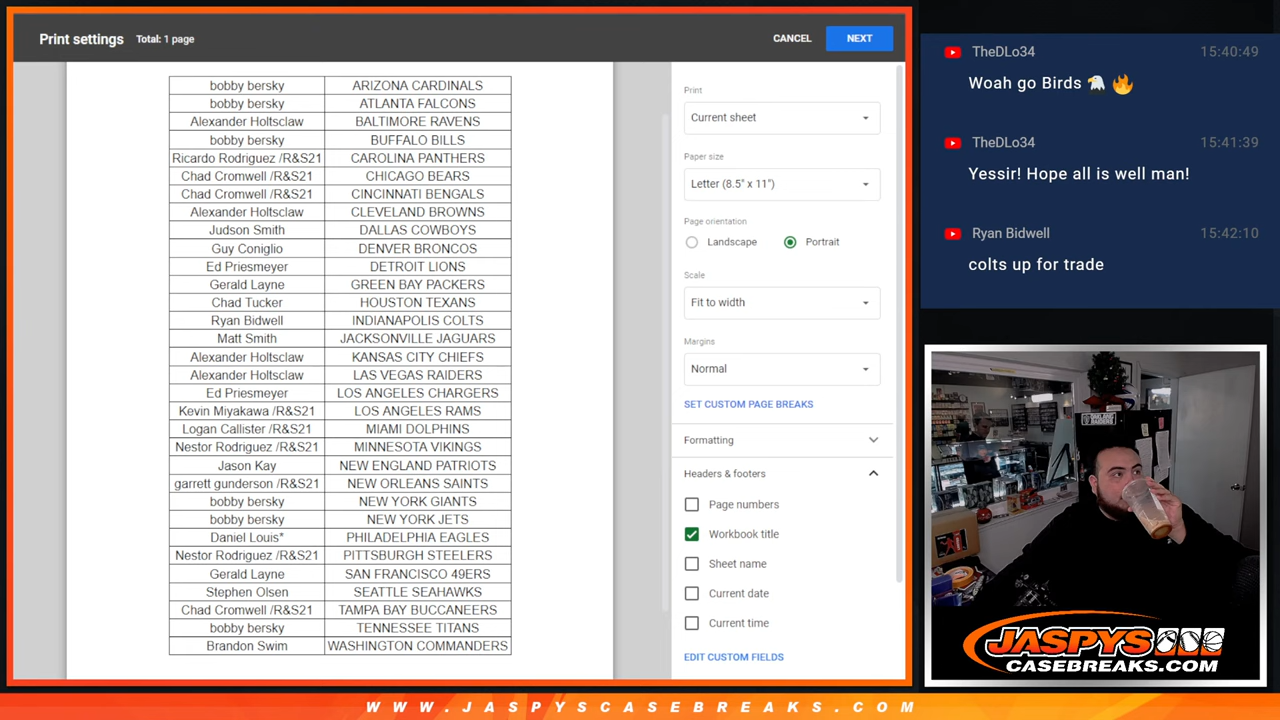 Print settings Total: 1 page CANCEL NEXT
bobby bersky ARIZONA CARDINALS
bobby bersky ATLANTA FALCONS
Alexander Holtsclaw BALTIMORE RAVENS
bobby bersky BUFFALO BILLS
Ricardo Rodriguez /R&S21 CAROLINA PANTHERS
Chad Cromwell /R&S21 CHICAGO BEARS
Chad Cromwell /R&S21 CINCINNATI BENGALS
Alexander Holtsclaw CLEVELAND BROWNS
Judson Smith DALLAS COWBOYS
Guy Coniglio DENVER BRONCOS
Ed Priesmeyer DETROIT LIONS
Gerald Layne GREEN BAY PACKERS
Chad Tucker HOUSTON TEXANS
Ryan Bidwell INDIANAPOLIS COLTS
Matt Smith JACKSONVILLE JAGUARS
Alexander Holtsclaw KANSAS CITY CHIEFS
Alexander Holtsclaw LAS VEGAS RAIDERS
Ed Priesmeyer LOS ANGELES CHARGERS
Kevin Miyakawa /R&S21 LOS ANGELES RAMS
Logan Callister /R&S21 MIAMI DOLPHINS
Nestor Rodriguez /R&S21 MINNESOTA VIKINGS
Jason Kay NEW ENGLAND PATRIOTS
garrett gunderson /R&S21 NEW ORLEANS SAINTS
bobby bersky NEW YORK GIANTS
bobby bersky NEW YORK JETS
Daniel Louis* PHILADELPHIA EAGLES
Nestor Rodriguez /R&S21 PITTSBURGH STEELERS
Gerald Layne SAN FRANCISCO 49ERS
Stephen Olsen SEATTLE SEAHAWKS
Chad Cromwell /R&S21 TAMPA BAY BUCCANEERS
bobby bersky TENNESSEE TITANS
Brandon Swim WASHINGTON COMMANDERS
Print
Current sheet
Paper size
Letter (8.5" x 11")
Page orientation
Landscape Portrait
Scale
Fit to width
Margins
Normal
SET CUSTOM PAGE BREAKS
Formatting
Headers & footers
Page numbers
Workbook title
Sheet name
Current date
Current time
EDIT CUSTOM FIELDS
TheDLo34 15:40:49
Woah go Birds 🦅 🔥
TheDLo34 15:41:39
Yessir! Hope all is well man!
Ryan Bidwell 15:42:10
colts up for trade
OAKLAND
RAIDERS
JASPYS
CASEBREAKS.COM
WWW.JASPYSCASEBREAKS.COM